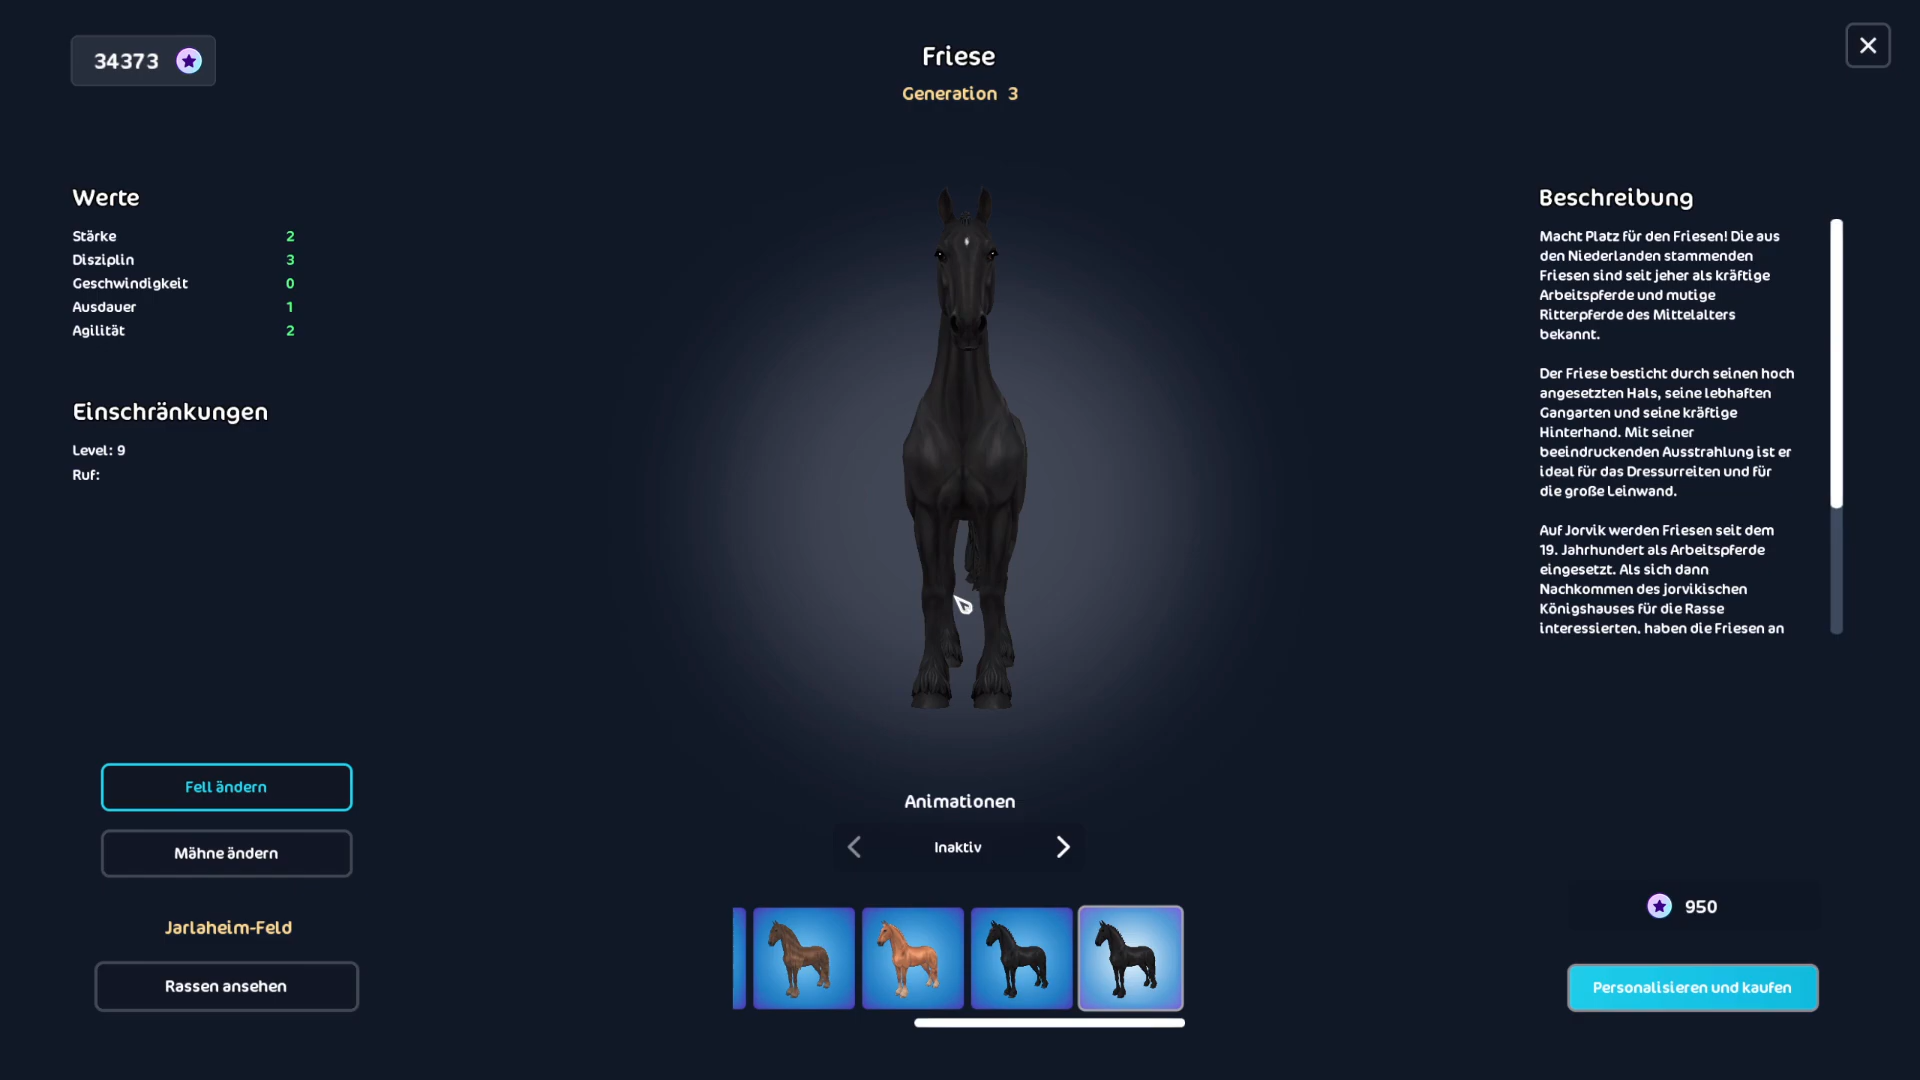 34373
Friese
Generation 3
Werte
Stärke 2
Disziplin 3
Geschwindigkeit 0
Ausdauer 1
Agilität 2
Einschränkungen
Level: 9
Ruf:
Beschreibung
Macht Platz für den Friesen! Die aus
den Niederlanden stammenden
Friesen sind seit jeher als kräftige
Arbeitspferde und mutige
Ritterpferde des Mittelalters
bekannt.
Der Friese besticht durch seinen hoch
angesetzten Hals, seine lebhaften
Gangarten und seine kräftige
Hinterhand. Mit seiner
beeindruckenden Ausstrahlung ist er
ideal für das Dressurreiten und für
die große Leinwand.
Auf Jorvik werden Friesen seit dem
19. Jahrhundert als Arbeitspferde
eingesetzt. Als sich dann
Nachkommen des jorvikischen
Königshauses für die Rasse
interessierten, haben die Friesen an
Fell ändern
Mähne ändern
Jarlaheim-Feld
Rassen ansehen
Animationen
Inaktiv
950
Personalisieren und kaufen